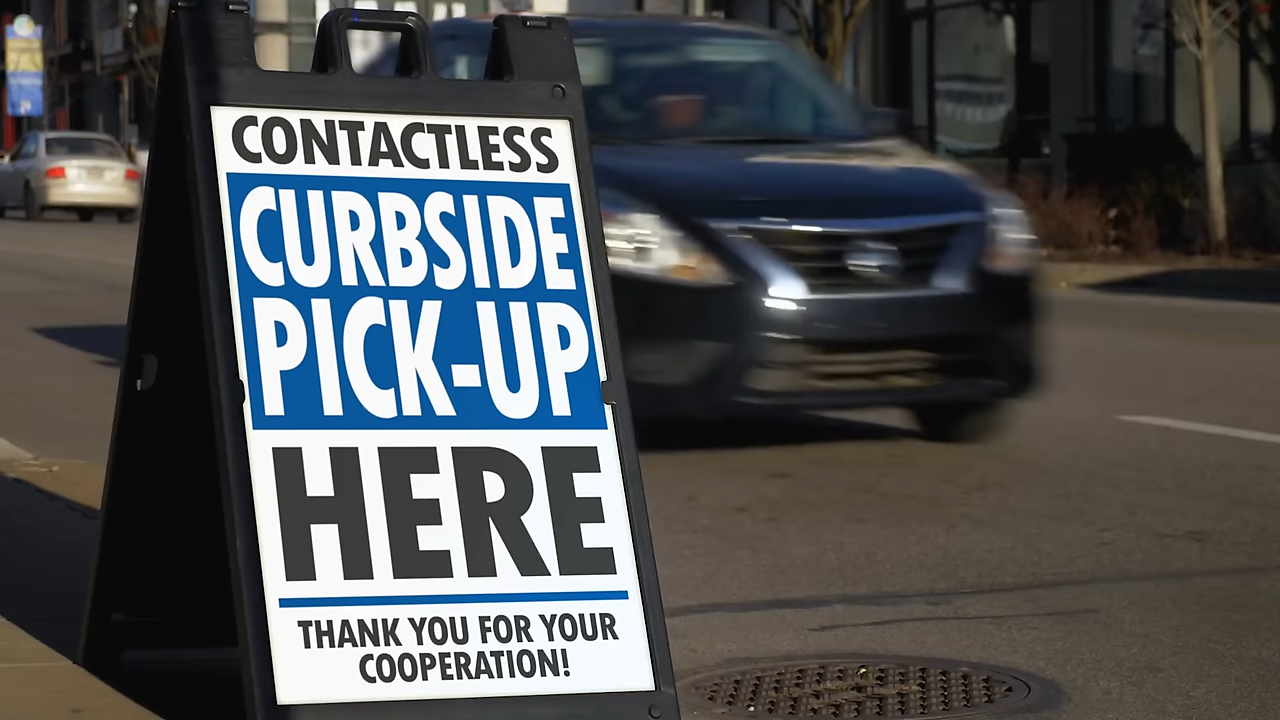 CONTACTLESS
CURBSIDE
PICK-UP
HERE
THANK YOU FOR YOUR
COOPERATION!